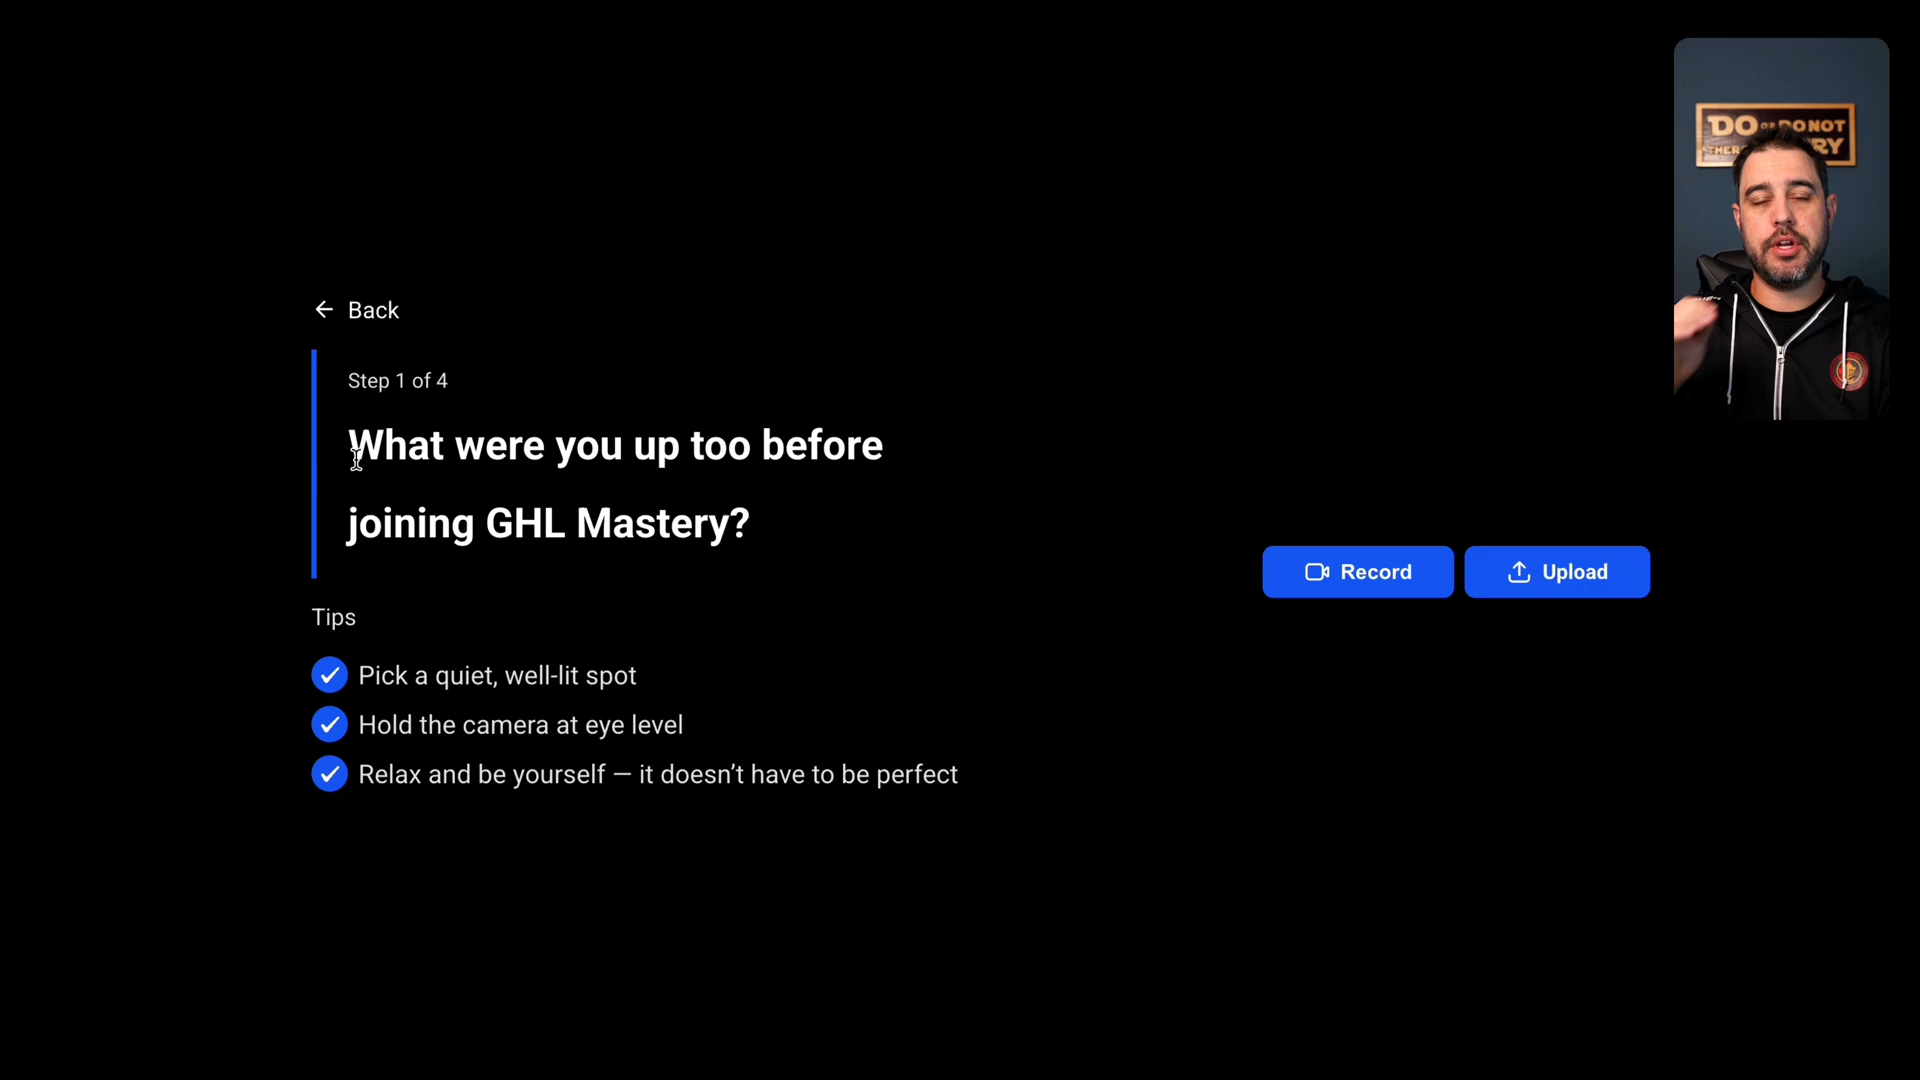 Back
Step 1 of 4
What were you up too before
joining GHL Mastery?
Tips
Pick a quiet, well-lit spot
Hold the camera at eye level
Relax and be yourself — it doesn’t have to be perfect
Record
Upload
DO OR DO NOT